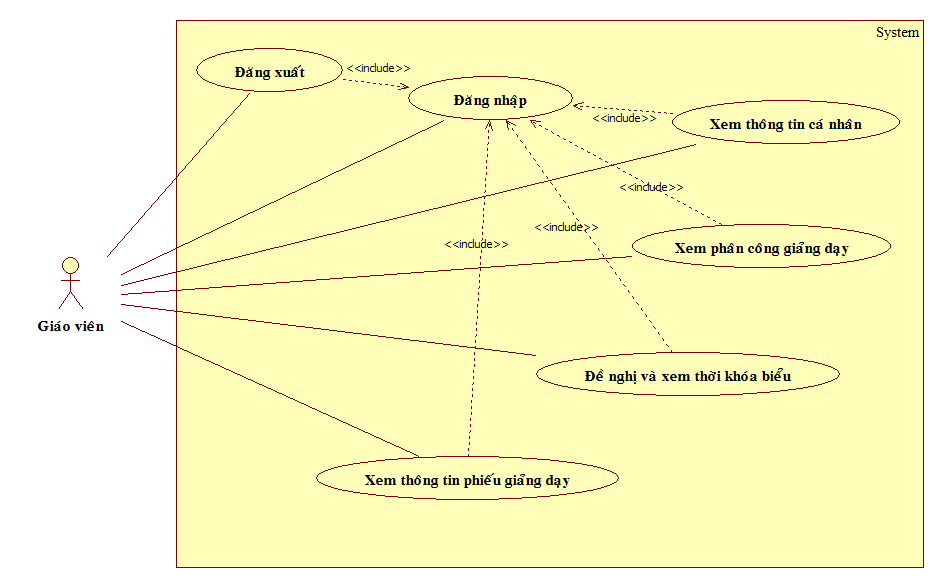 System
Đăng xuất
<<include>>
Đăng nhập
<<include>>
Xem thông tin cá nhân
<<include>>
<<include>>
Xem phân công giảng dạy
<<include>>
Giáo viên
Đề nghị và xem thời khóa biểu
Xem thông tin phiếu giảng dạy